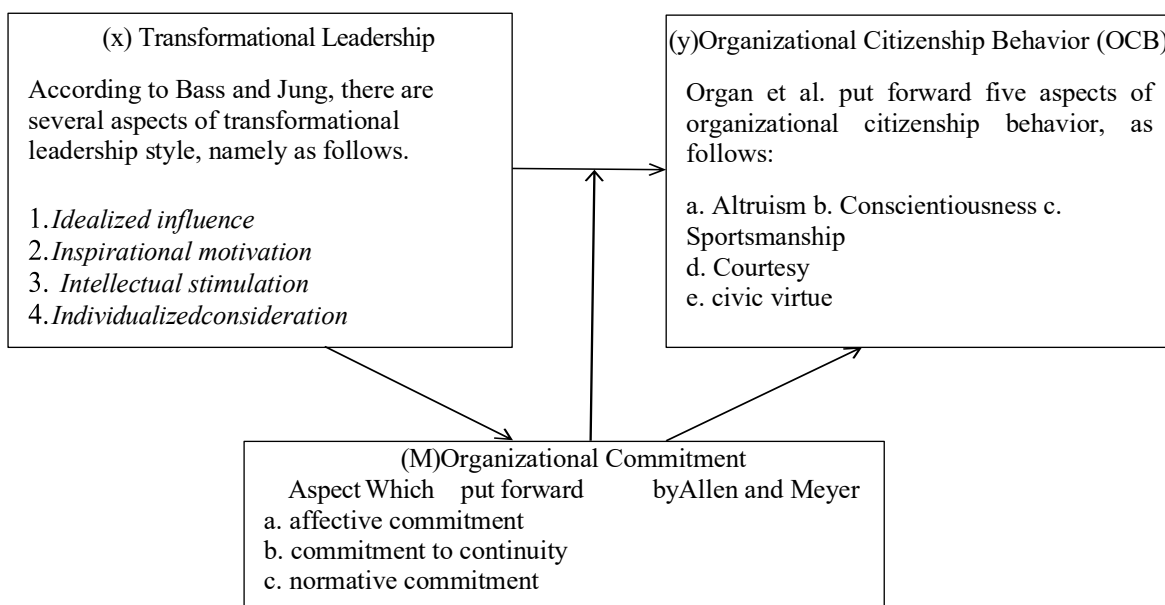 (x) Transformational Leadership
According to Bass and Jung, there are
several aspects of transformational
leadership style, namely as follows.
1. Idealized influence
2. Inspirational motivation
3. Intellectual stimulation
4. Individualizedconsideration
(y)Organizational Citizenship Behavior (OCB)
Organ et al. put forward five aspects of
organizational citizenship behavior, as
follows:
a. Altruism b. Conscientiousness c.
Sportsmanship
d. Courtesy
e. civic virtue
(M)Organizational Commitment
Aspect Which put forward byAllen and Meyer
a. affective commitment
b. commitment to continuity
c. normative commitment